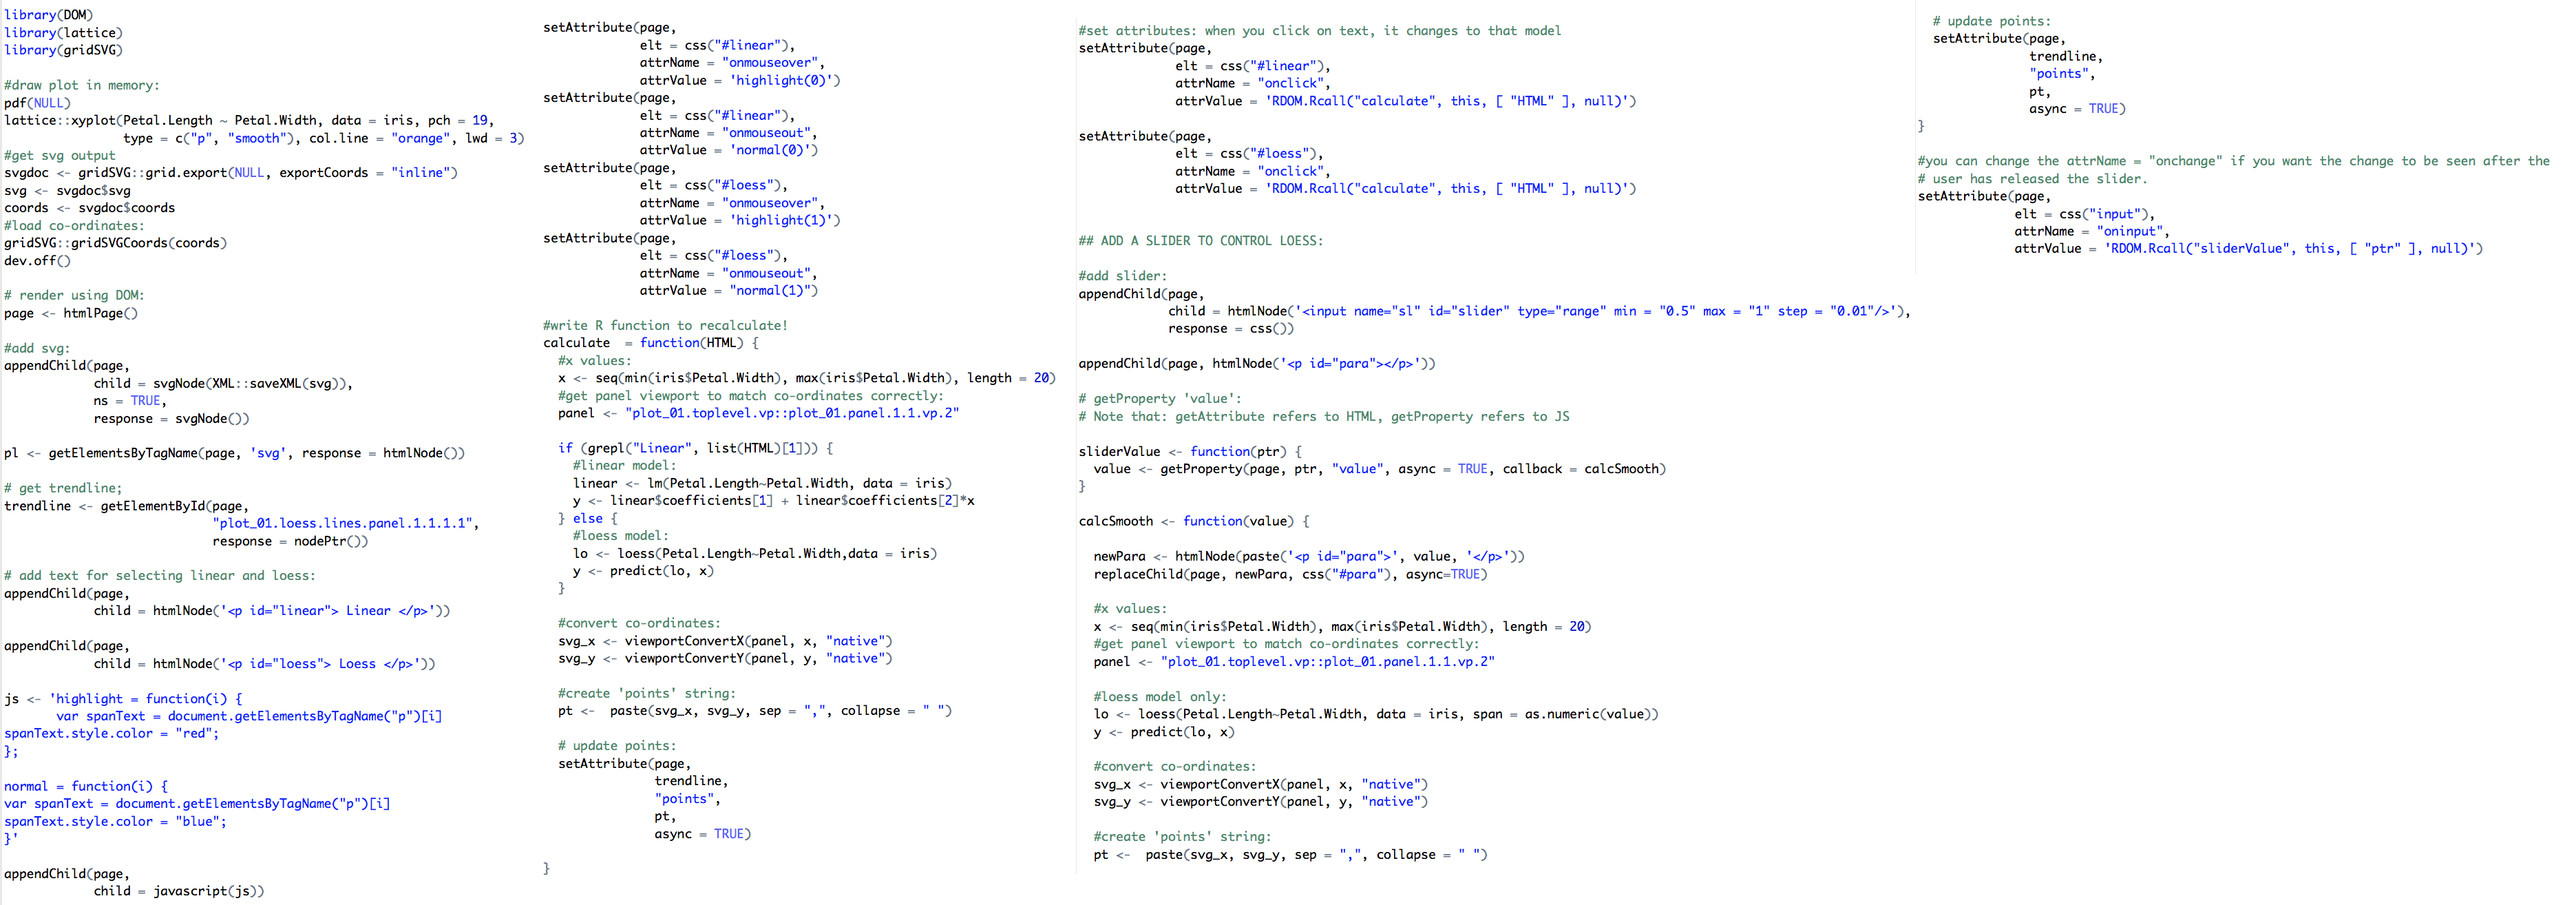 library(DOM)
library(lattice)
library(gridSVG)

#draw plot in memory:
pdf(NULL)
lattice::xyplot(Petal.Length ~ Petal.Width, data = iris, pch = 19,
                type = c("p", "smooth"), col.line = "orange", lwd = 3)
#get svg output
svgdoc <- gridSVG::grid.export(NULL, exportCoords = "inline")
svg <- svgdoc$svg
coords <- svgdoc$coords
#load co-ordinates:
gridSVG::gridSVGCoords(coords)
dev.off()

# render using DOM:
page <- htmlPage()

#add svg:
appendChild(page,
            child = svgNode(XML::saveXML(svg)),
            ns = TRUE,
            response = svgNode())

pl <- getElementsByTagName(page, 'svg', response = htmlNode())

# get trendline;
trendline <- getElementById(page,
                            "plot_01.loess.lines.panel.1.1.1.1",
                            response = nodePtr())

# add text for selecting linear and loess:
appendChild(page,
            child = htmlNode('<p id="linear"> Linear </p>'))

appendChild(page,
            child = htmlNode('<p id="loess"> Loess </p>'))

js <- 'highlight = function(i) {
       var spanText = document.getElementsByTagName("p")[i]
spanText.style.color = "red";
};

normal = function(i) {
var spanText = document.getElementsByTagName("p")[i]
spanText.style.color = "blue";
}'

appendChild(page,
            child = javascript(js))

setAttribute(page,
             elt = css("#linear"),
             attrName = "onmouseover",
             attrValue = 'highlight(0)')
setAttribute(page,
             elt = css("#linear"),
             attrName = "onmouseout",
             attrValue = 'normal(0)')
setAttribute(page,
             elt = css("#loess"),
             attrName = "onmouseover",
             attrValue = 'highlight(1)')
setAttribute(page,
             elt = css("#loess"),
             attrName = "onmouseout",
             attrValue = "normal(1)")

#write R function to recalculate!
calculate  = function(HTML) {
  #x values:
  x <- seq(min(iris$Petal.Width), max(iris$Petal.Width), length = 20)
  #get panel viewport to match co-ordinates correctly:
  panel <- "plot_01.toplevel.vp::plot_01.panel.1.1.vp.2"

  if (grepl("Linear", list(HTML)[1])) {
    #linear model:
    linear <- lm(Petal.Length~Petal.Width, data = iris)
    y <- linear$coefficients[1] + linear$coefficients[2]*x
  } else {
    #loess model:
    lo <- loess(Petal.Length~Petal.Width,data = iris)
    y <- predict(lo, x)
  }

  #convert co-ordinates:
  svg_x <- viewportConvertX(panel, x, "native")
  svg_y <- viewportConvertY(panel, y, "native")

  #create 'points' string:
  pt <-  paste(svg_x, svg_y, sep = ",", collapse = " ")

  # update points:
  setAttribute(page,
               trendline,
               "points",
               pt,
               async = TRUE)

}

#set attributes: when you click on text, it changes to that model
setAttribute(page,
             elt = css("#linear"),
             attrName = "onclick",
             attrValue = 'RDOM.Rcall("calculate", this, [ "HTML" ], null)')

setAttribute(page,
             elt = css("#loess"),
             attrName = "onclick",
             attrValue = 'RDOM.Rcall("calculate", this, [ "HTML" ], null)')

## ADD A SLIDER TO CONTROL LOESS:

#add slider:
appendChild(page,
            child = htmlNode('<input name="sl" id="slider" type="range" min = "0.5" max = "1" step = "0.01"/>'),
            response = css())

appendChild(page, htmlNode('<p id="para"></p>'))

# getProperty 'value':
# Note that: getAttribute refers to HTML, getProperty refers to JS

sliderValue <- function(ptr) {
  value <- getProperty(page, ptr, "value", async = TRUE, callback = calcSmooth)
}

calcSmooth <- function(value) {

  newPara <- htmlNode(paste('<p id="para">', value, '</p>'))
  replaceChild(page, newPara, css("#para"), async=TRUE)

  #x values:
  x <- seq(min(iris$Petal.Width), max(iris$Petal.Width), length = 20)
  #get panel viewport to match co-ordinates correctly:
  panel <- "plot_01.toplevel.vp::plot_01.panel.1.1.vp.2"

  #loess model only:
  lo <- loess(Petal.Length~Petal.Width, data = iris, span = as.numeric(value))
  y <- predict(lo, x)

  #convert co-ordinates:
  svg_x <- viewportConvertX(panel, x, "native")
  svg_y <- viewportConvertY(panel, y, "native")

  #create 'points' string:
  pt <-  paste(svg_x, svg_y, sep = ",", collapse = " ")

  # update points:
  setAttribute(page,
               trendline,
               "points",
               pt,
               async = TRUE)
}

#you can change the attrName = "onchange" if you want the change to be seen after the
# user has released the slider.
setAttribute(page,
             elt = css("input"),
             attrName = "oninput",
             attrValue = 'RDOM.Rcall("sliderValue", this, [ "ptr" ], null)')